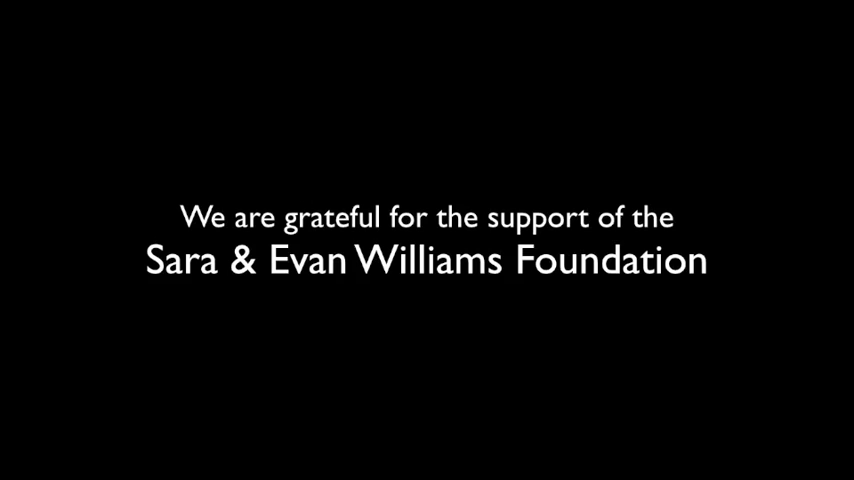 We are grateful for the support of the
Sara & Evan Williams Foundation